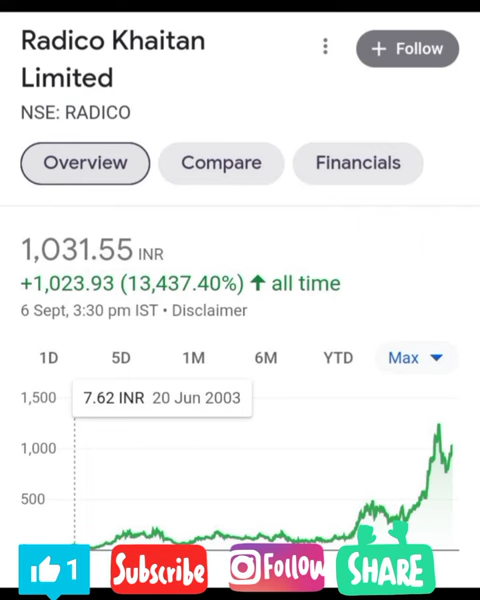 Radico Khaitan
Limited
+ Follow
NSE: RADICO
Overview
Compare
Financials
1,031.55 INR
+1,023.93 (13,437.40%) ↑ all time
6 Sept, 3:30 pm IST • Disclaimer
1D 5D 1M 6M YTD Max
1,500
7.62 INR 20 Jun 2003
1,000
500
1
Subscribe
Follow
SHARE